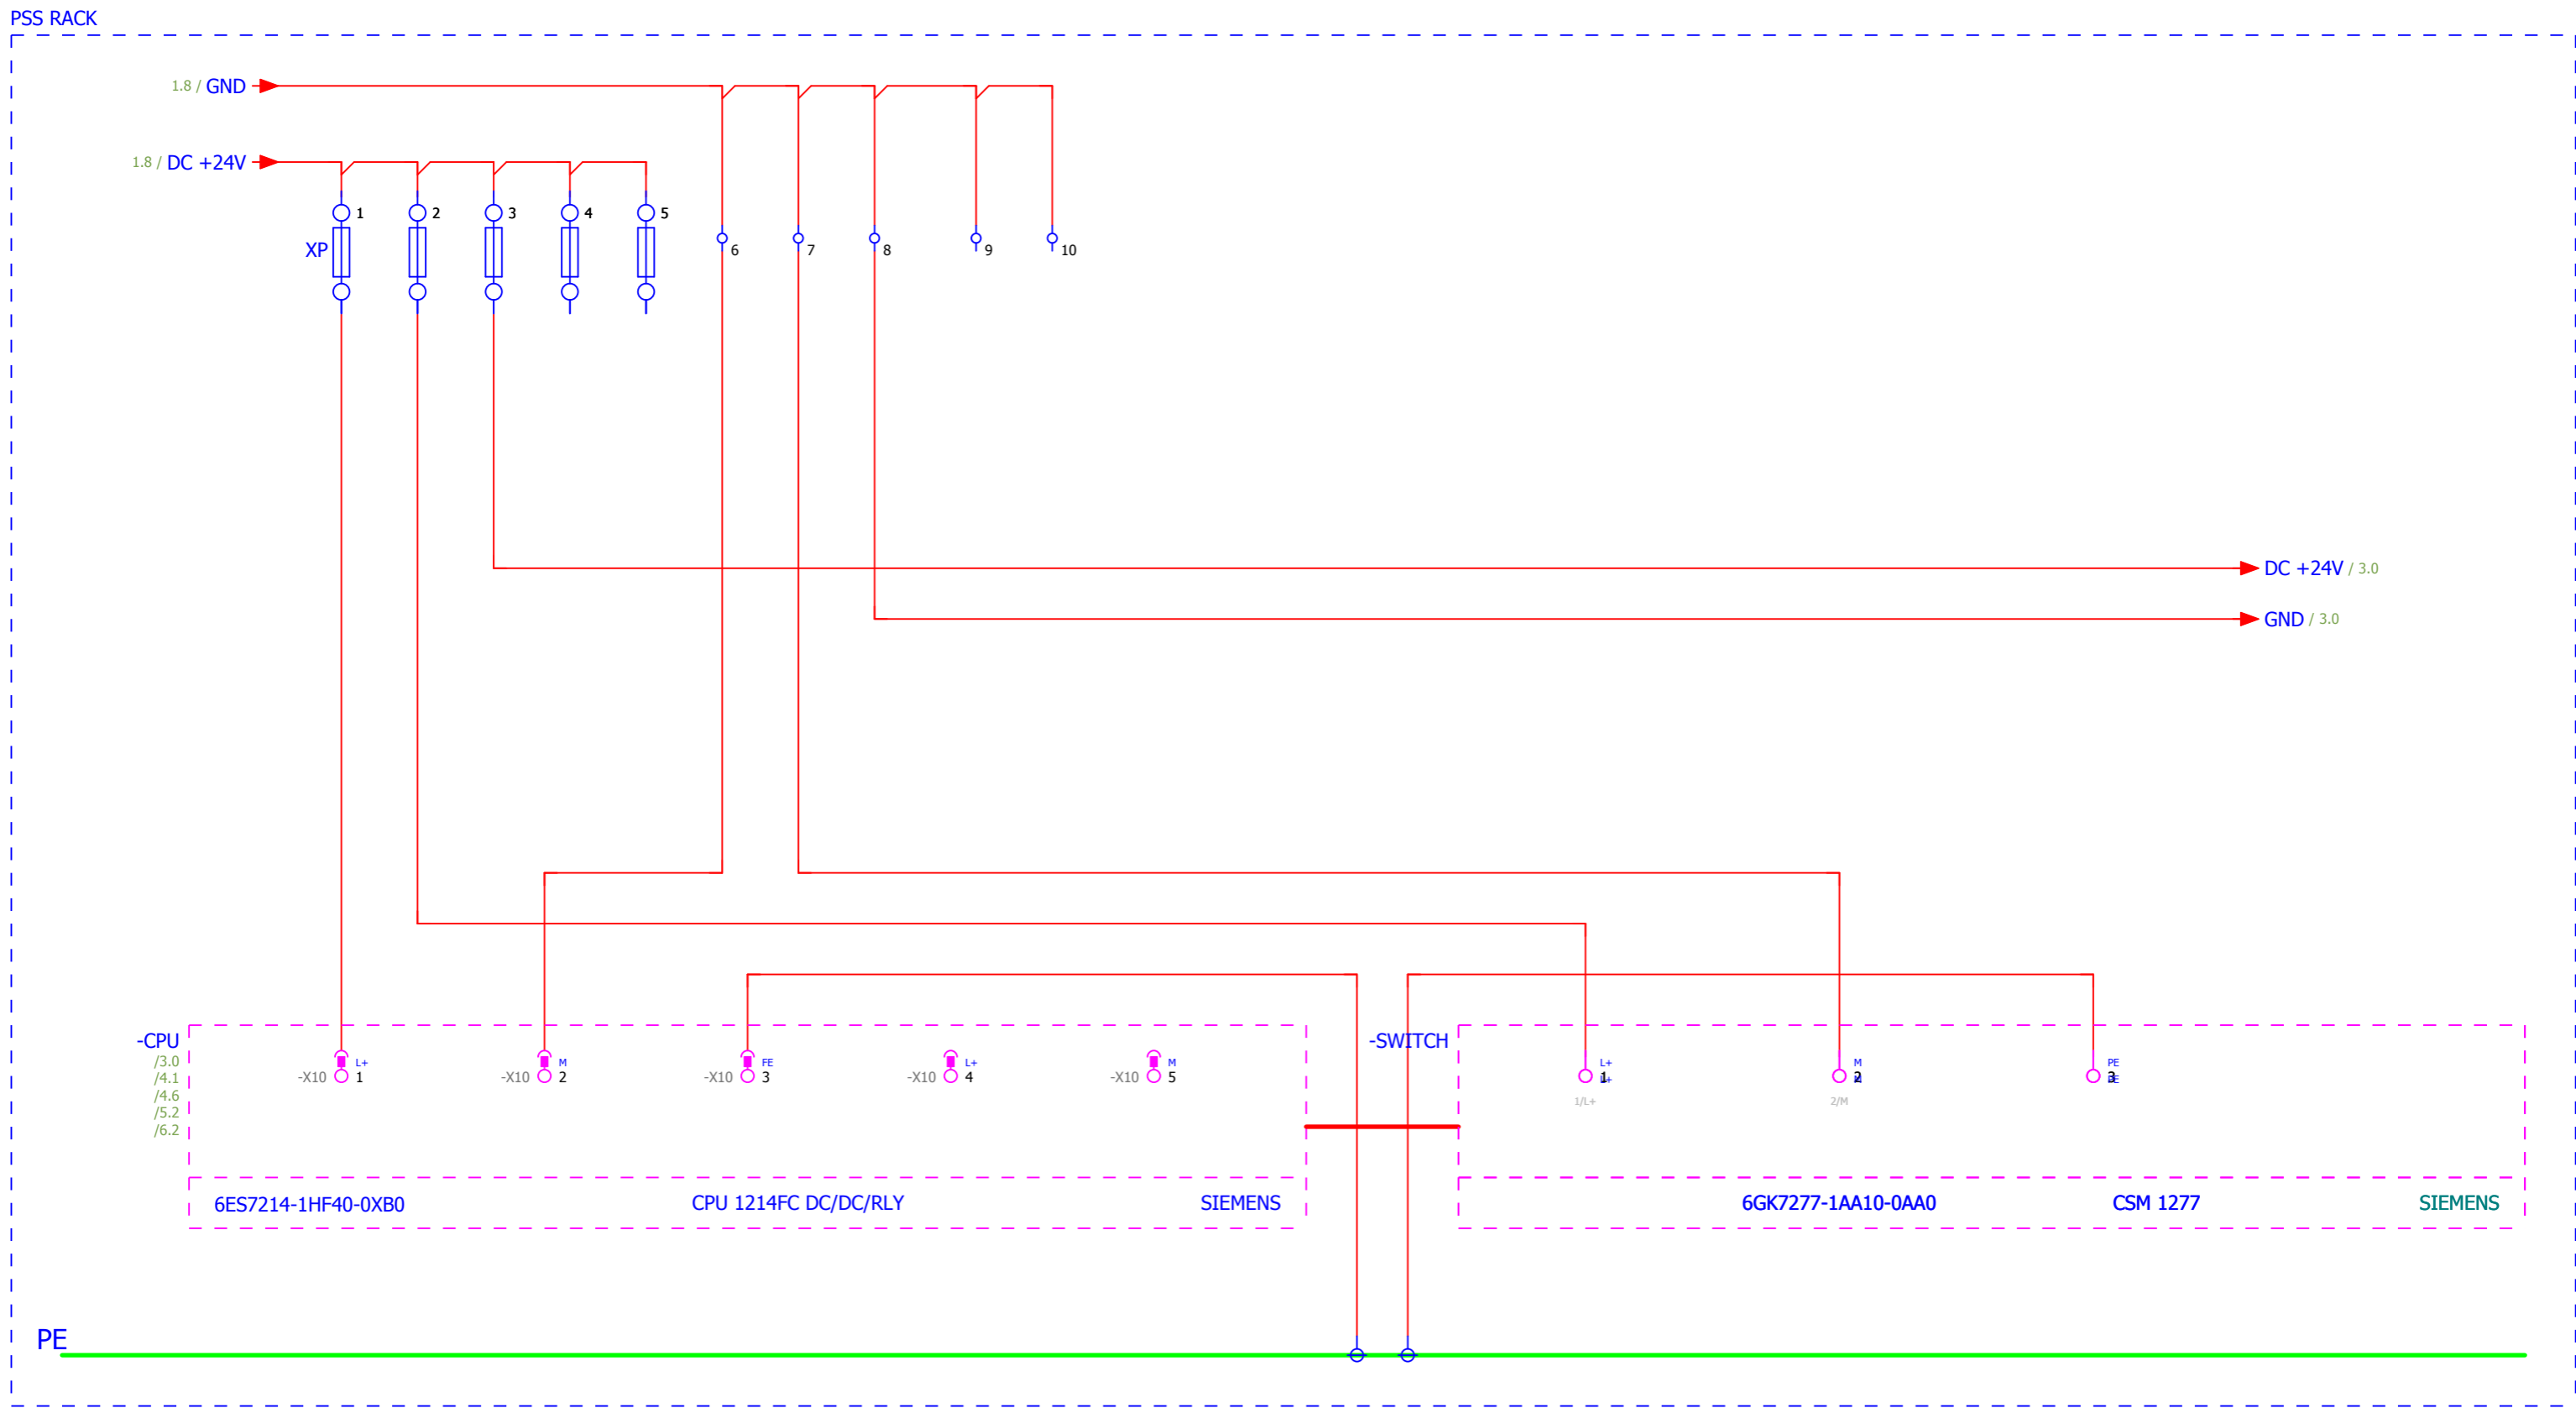 PSS RACK
1.8 / GND
1.8 / DC +24V
1 2 3 4 5
XP
6 7 8 9 10
DC +24V / 3.0
GND / 3.0
-CPU
/3.0
/4.1
/4.6
/5.2
/6.2
L+ M FE L+ M
-X10 1 -X10 2 -X10 3 -X10 4 -X10 5
-SWITCH
L+ M PE
1 2 3
1/L+ 2/M
6ES7214-1HF40-0XB0 CPU 1214FC DC/DC/RLY SIEMENS
6GK7277-1AA10-0AA0 CSM 1277 SIEMENS
PE